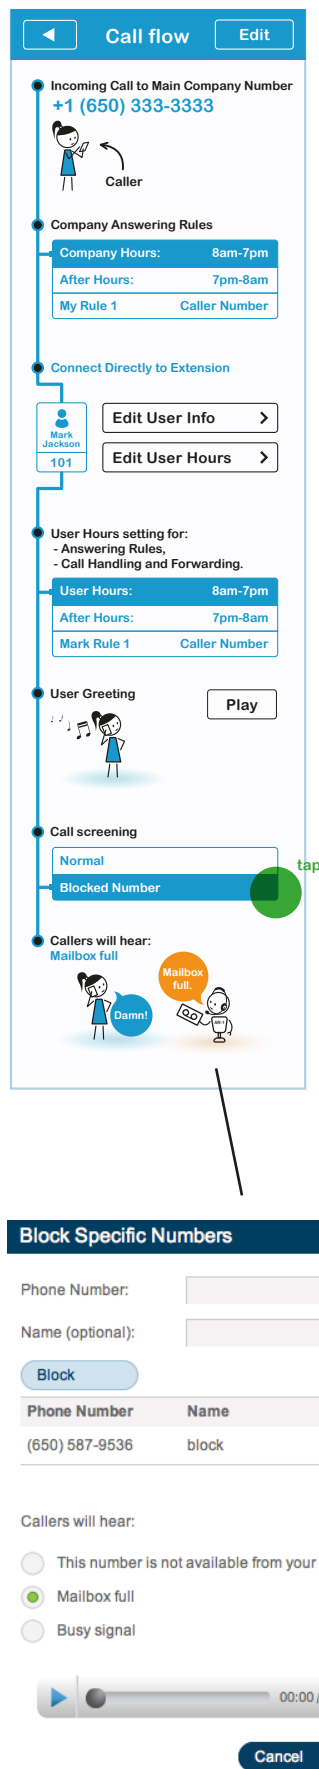 Call flow
Edit
Incoming Call to Main Company Number
+1 (650) 333-3333
Caller
Company Answering Rules
Company Hours: 8am-7pm
After Hours: 7pm-8am
My Rule 1 Caller Number
Connect Directly to Extension
Mark
Jackson
101
Edit User Info
Edit User Hours
User Hours setting for:
- Answering Rules,
- Call Handling and Forwarding.
User Hours: 8am-7pm
After Hours: 7pm-8am
Mark Rule 1 Caller Number
User Greeting
Play
Call screening
Normal
Blocked Number
tap
Callers will hear:
Mailbox full
Mailbox
full.
Damn!
Block Specific Numbers
Phone Number:
Name (optional):
Block
Phone Number Name
(650) 587-9536 block
Callers will hear:
This number is not available from your
Mailbox full
Busy signal
00:00 /
Cancel